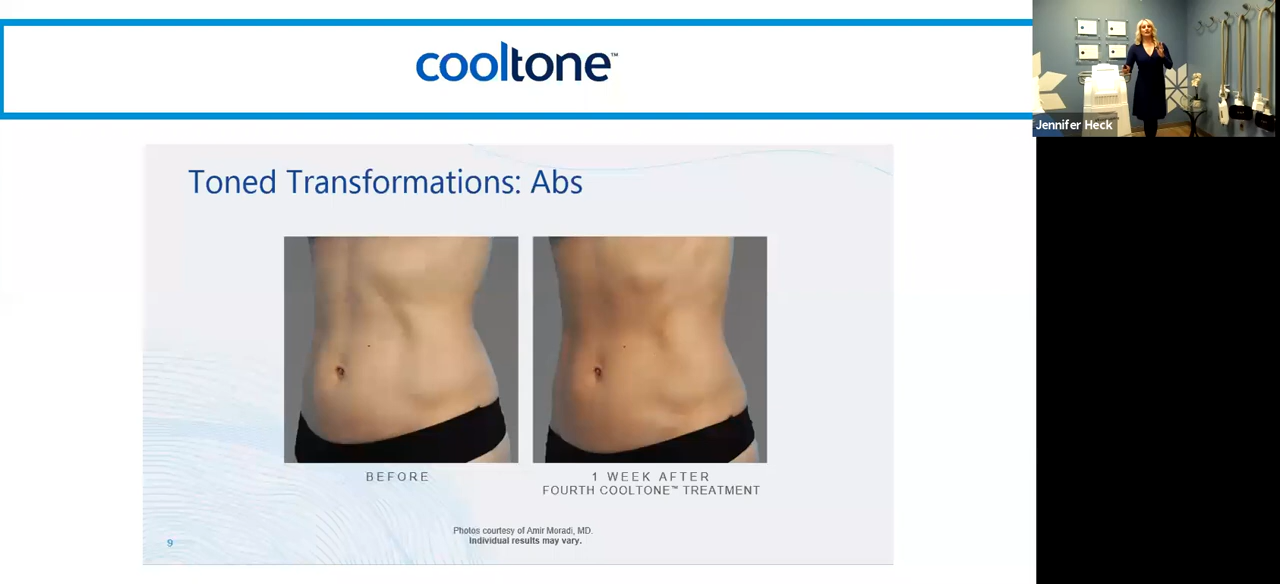 cooltone™
Jennifer Heck
Toned Transformations: Abs
BEFORE
1 WEEK AFTER
FOURTH COOLTONE™ TREATMENT
Photos courtesy of Amir Moradi, MD.
Individual results may vary.
9